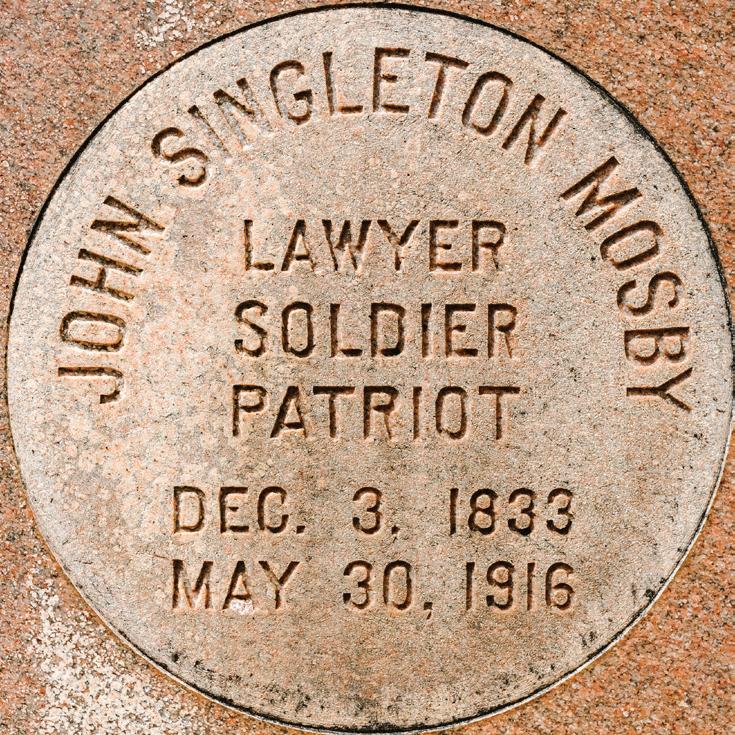 JOHN SINGLETON MOSBY
LAWYER
SOLDIER
PATRIOT
DEC. 3, 1833
MAY 30, 1916